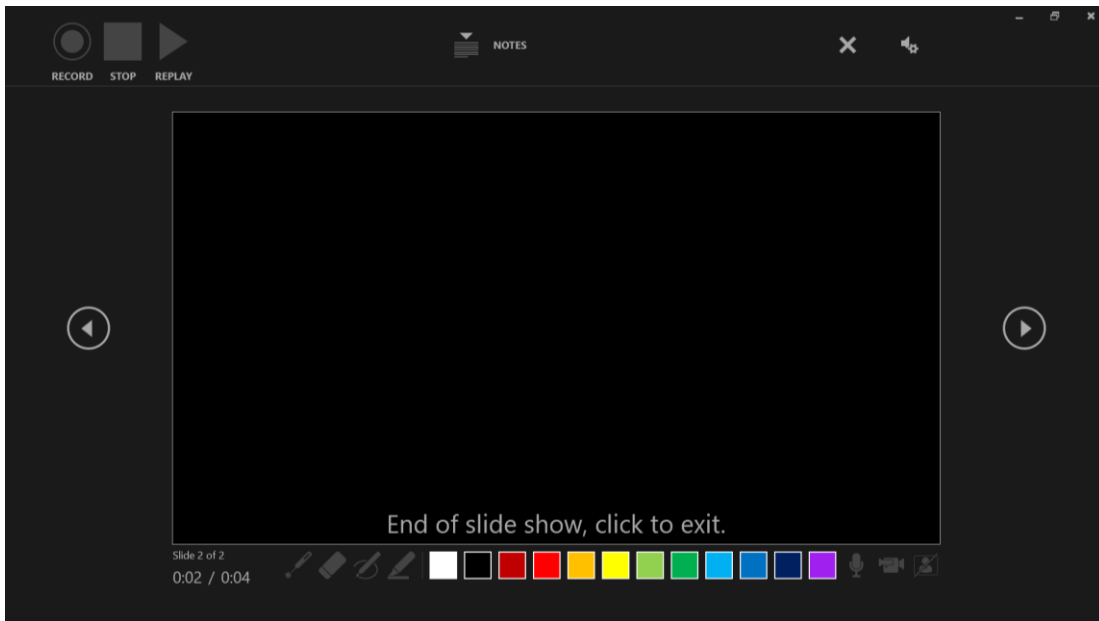 NOTES
RECORD STOP REPLAY
End of slide show, click to exit.
Slide 2 of 2
0:02 / 0:04